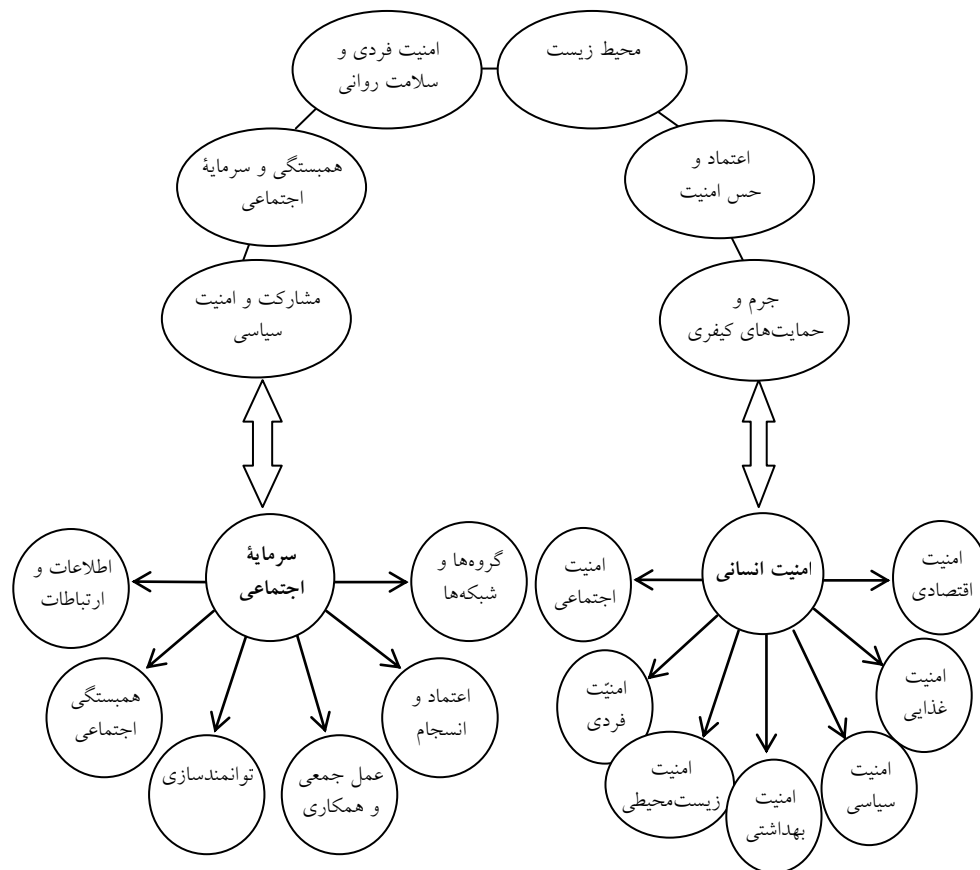 محیط زیست
امنیت فردی و
سلامت روانی
اعتماد و
حس امنیت
همبستگی و سرمایۀ
اجتماعی
جرم و
حمایت‌های کیفری
مشارکت و امنیت
سیاسی
امنیت انسانی
امنیت
اقتصادی
امنیت
غذایی
امنیت
سیاسی
امنیت
بهداشتی
امنیت
زیست‌محیطی
امنیّت
فردی
امنیت
اجتماعی
سرمایۀ
اجتماعی
گروه‌ها و
شبکه‌ها
اعتماد و
انسجام
عمل جمعی
و همکاری
توانمندسازی
همبستگی
اجتماعی
اطلاعات و
ارتباطات